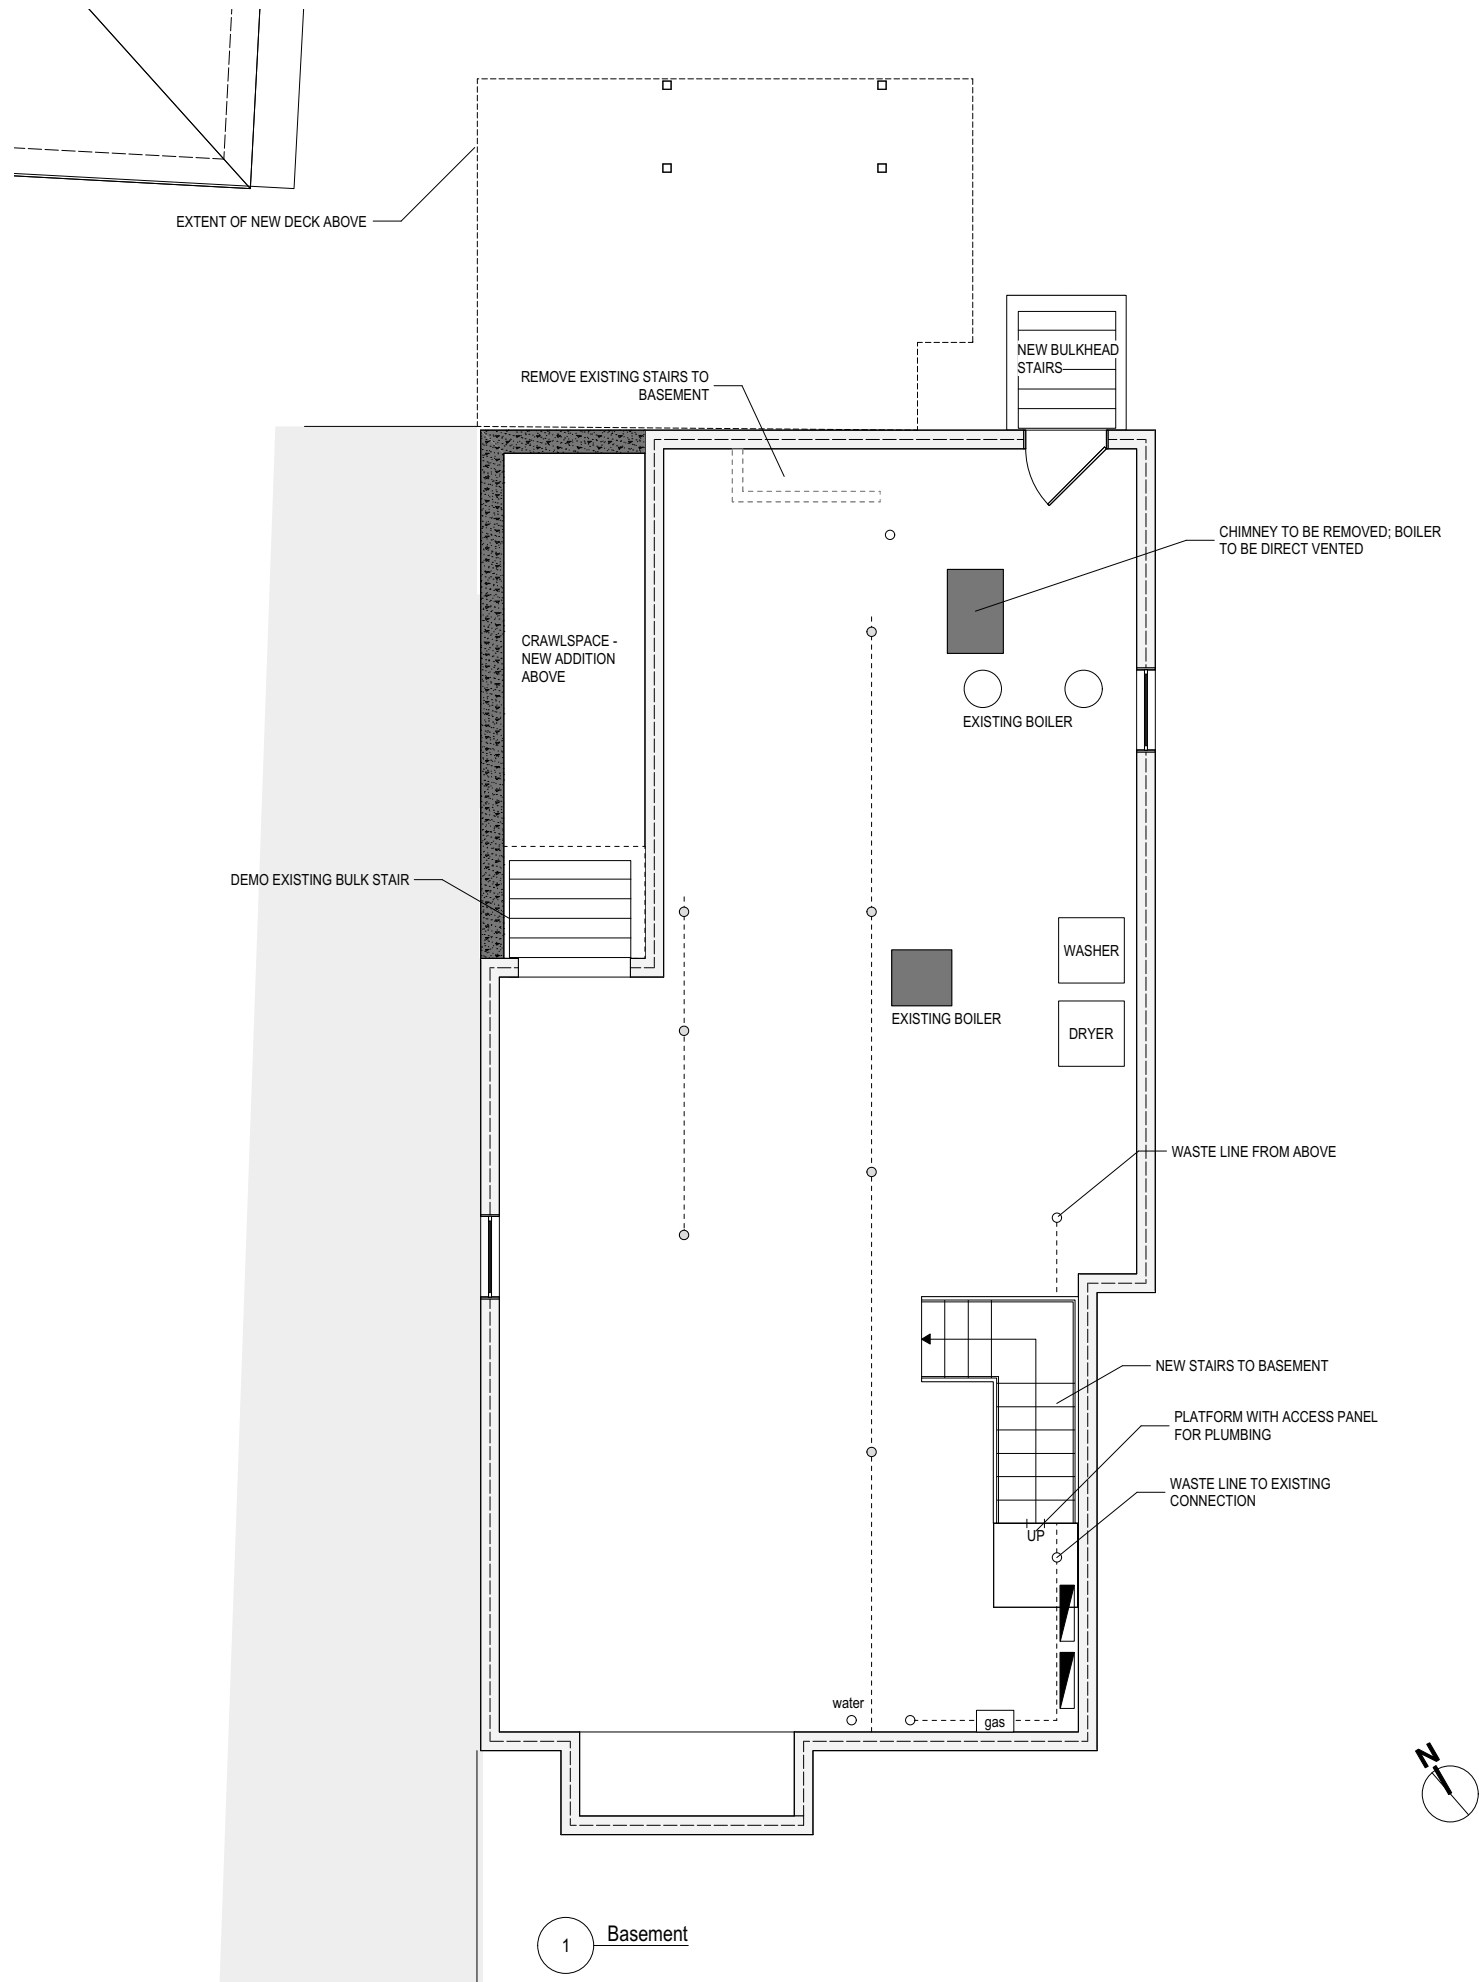 EXTENT OF NEW DECK ABOVE
NEW BULKHEAD
STAIRS
REMOVE EXISTING STAIRS TO
BASEMENT
CHIMNEY TO BE REMOVED; BOILER
TO BE DIRECT VENTED
CRAWLSPACE -
NEW ADDITION
ABOVE
EXISTING BOILER
DEMO EXISTING BULK STAIR
WASHER
EXISTING BOILER
DRYER
WASTE LINE FROM ABOVE
NEW STAIRS TO BASEMENT
PLATFORM WITH ACCESS PANEL
FOR PLUMBING
WASTE LINE TO EXISTING
CONNECTION
UP
water
gas
N
1
Basement